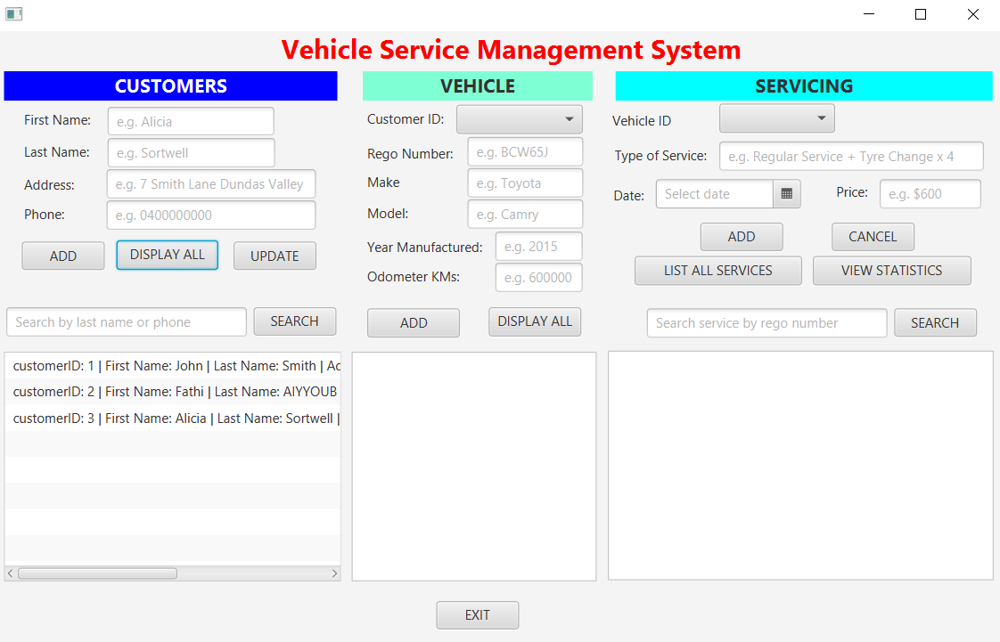 Vehicle Service Management System
CUSTOMERS
First Name: e.g. Alicia
Last Name: e.g. Sortwell
Address: e.g. 7 Smith Lane Dundas Valley
Phone: e.g. 0400000000
ADD DISPLAY ALL UPDATE
Search by last name or phone SEARCH
customerID: 1 | First Name: John | Last Name: Smith | Ac
customerID: 2 | First Name: Fathi | Last Name: AIYYOUB
customerID: 3 | First Name: Alicia | Last Name: Sortwell |
VEHICLE
Customer ID:
Rego Number: e.g. BCW65J
Make e.g. Toyota
Model: e.g. Camry
Year Manufactured: e.g. 2015
Odometer KMs: e.g. 600000
ADD DISPLAY ALL
SERVICING
Vehicle ID
Type of Service: e.g. Regular Service + Tyre Change x 4
Date: Select date Price: e.g. $600
ADD CANCEL
LIST ALL SERVICES VIEW STATISTICS
Search service by rego number SEARCH
EXIT